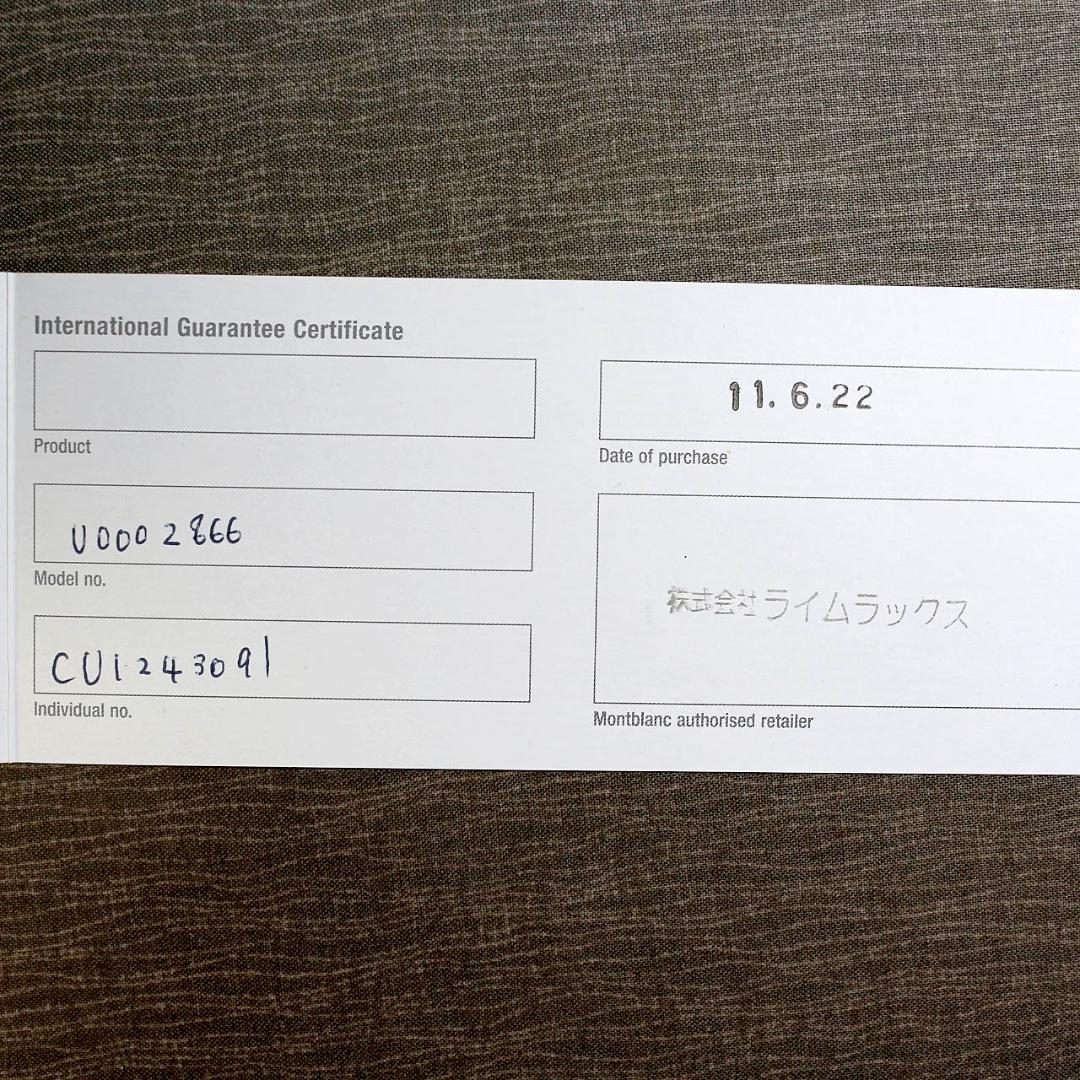 International Guarantee Certificate
Product
U0002866
Model no.
CU1243091
Individual no.
11.6.22
Date of purchase
株式会社ライムラックス
Montblanc authorised retailer